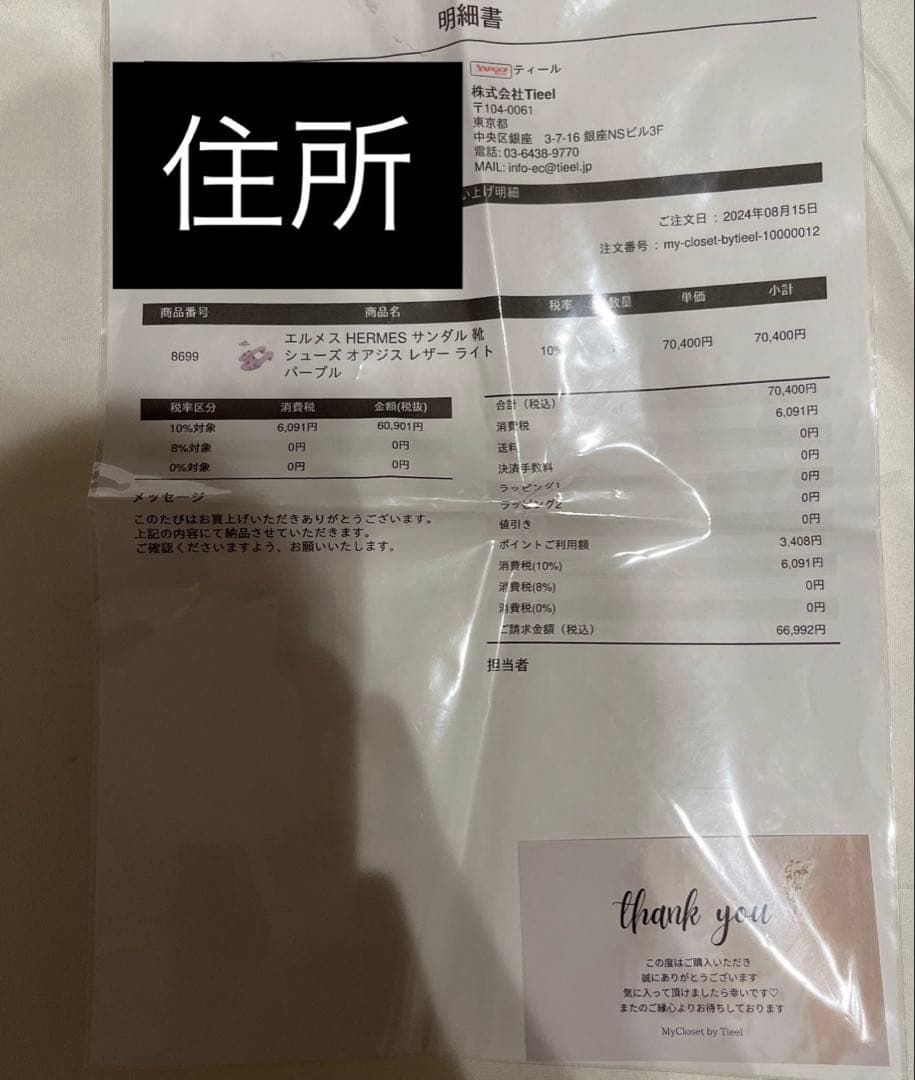 明細書
住所
YAHOO! ティール
株式会社Tieel
〒104-0061
東京都
中央区銀座 3-7-16 銀座NSビル3F
電話: 03-6438-9770
MAIL: info-ec@tieel.jp
い上げ明細
ご注文日 : 2024年08月15日
注文番号 : my-closet-bytieel-10000012
商品番号 商品名 税率 数量 単価 小計
8699 エルメス HERMES サンダル 靴 シューズ オアジス レザー ライト パープル 10% 70,400円 70,400円
税率区分 消費税 金額(税抜)
10%対象 6,091円 60,901円
8%対象 0円 0円
0%対象 0円 0円
合計（税込） 70,400円
消費税 6,091円
送料 0円
決済手数料 0円
ラッピング1 0円
ラッピング2 0円
値引き 0円
ポイントご利用額 3,408円
消費税(10%) 6,091円
消費税(8%) 0円
消費税(0%) 0円
ご請求金額（税込） 66,992円
担当者
メッセージ
このたびはお買上げいただきありがとうございます。
上記の内容にて納品させていただきます。
ご確認くださいますよう、お願いいたします。
thank you
この度はご購入いただき
誠にありがとうございます
気に入って頂けましたら幸いです♡
またのご縁心よりお待ちしております
MyCloset by Tieel